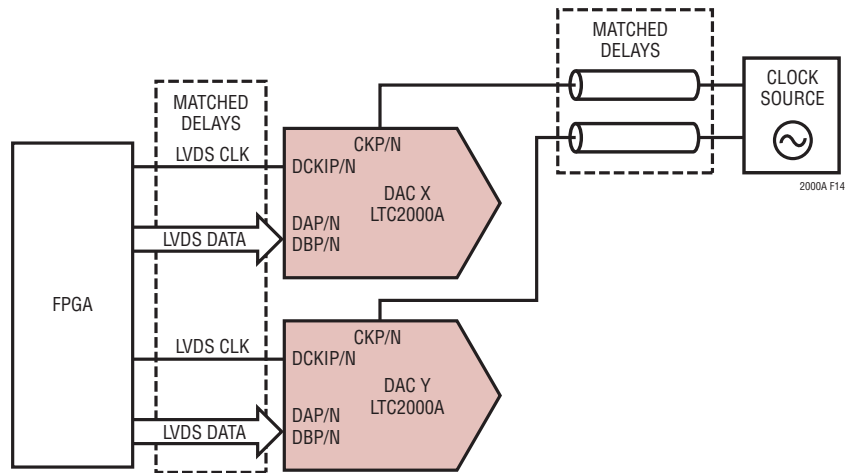 MATCHED
DELAYS
CLOCK
SOURCE
2000A F14
MATCHED
DELAYS
LVDS CLK
CKP/N
DCKIP/N
DAC X
LTC2000A
DAP/N
DBP/N
LVDS DATA
FPGA
LVDS CLK
CKP/N
DCKIP/N
DAC Y
LTC2000A
DAP/N
DBP/N
LVDS DATA